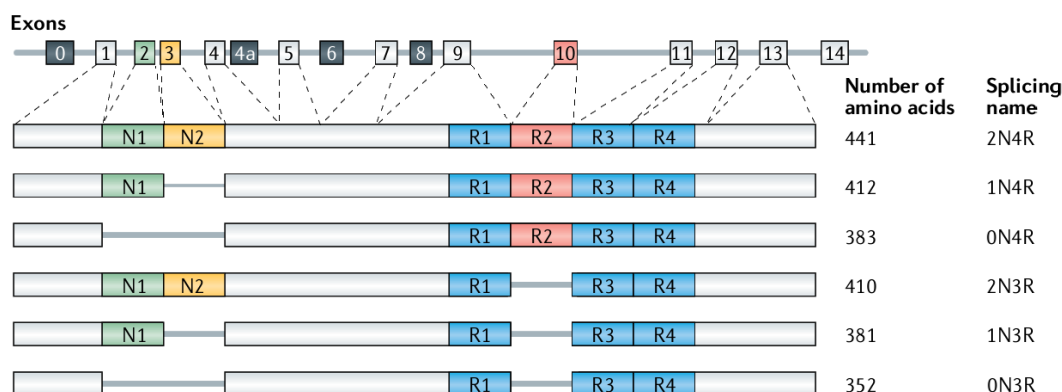 Exons
0 1 2 3 4 4a 5 6 7 8 9 10 11 12 13 14
Number of amino acids
Splicing name
N1 N2 R1 R2 R3 R4 441 2N4R
N1 R1 R2 R3 R4 412 1N4R
R1 R2 R3 R4 383 0N4R
N1 N2 R1 R3 R4 410 2N3R
N1 R1 R3 R4 381 1N3R
R1 R3 R4 352 0N3R